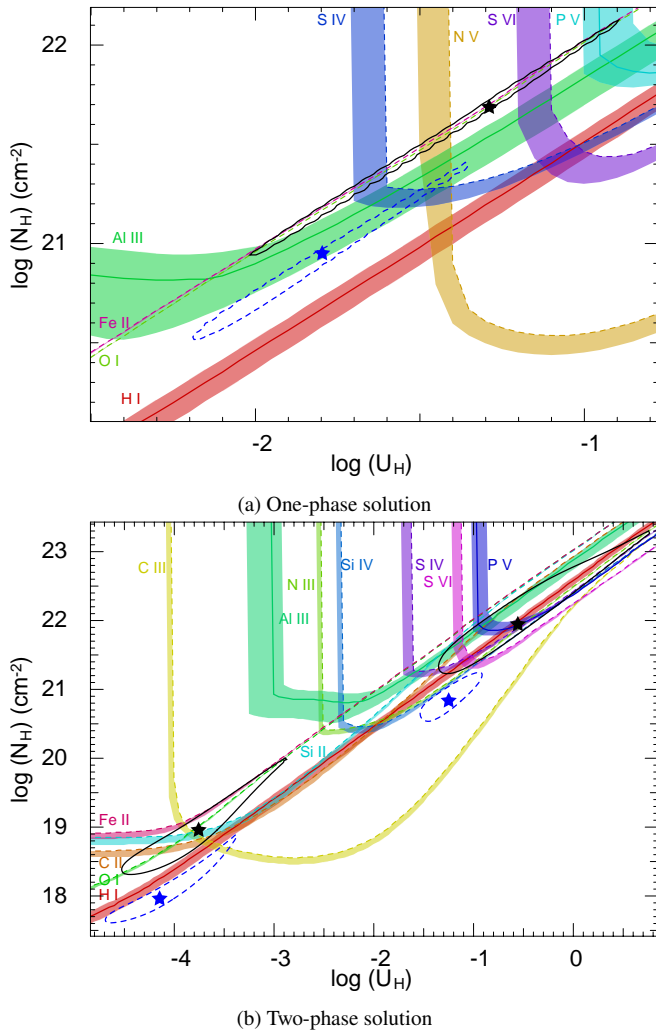 S IV
S VI
P V
N V
22
21
Al III
Fe II
O I
H I
log (N_H) (cm⁻²)
-2
-1
log (U_H)
(a) One-phase solution
C III
N III
Si IV
S IV
P V
S VI
Al III
23
22
21
20
19
18
Si II
Fe II
C II
O I
H I
log (N_H) (cm⁻²)
-4
-3
-2
-1
0
log (U_H)
(b) Two-phase solution